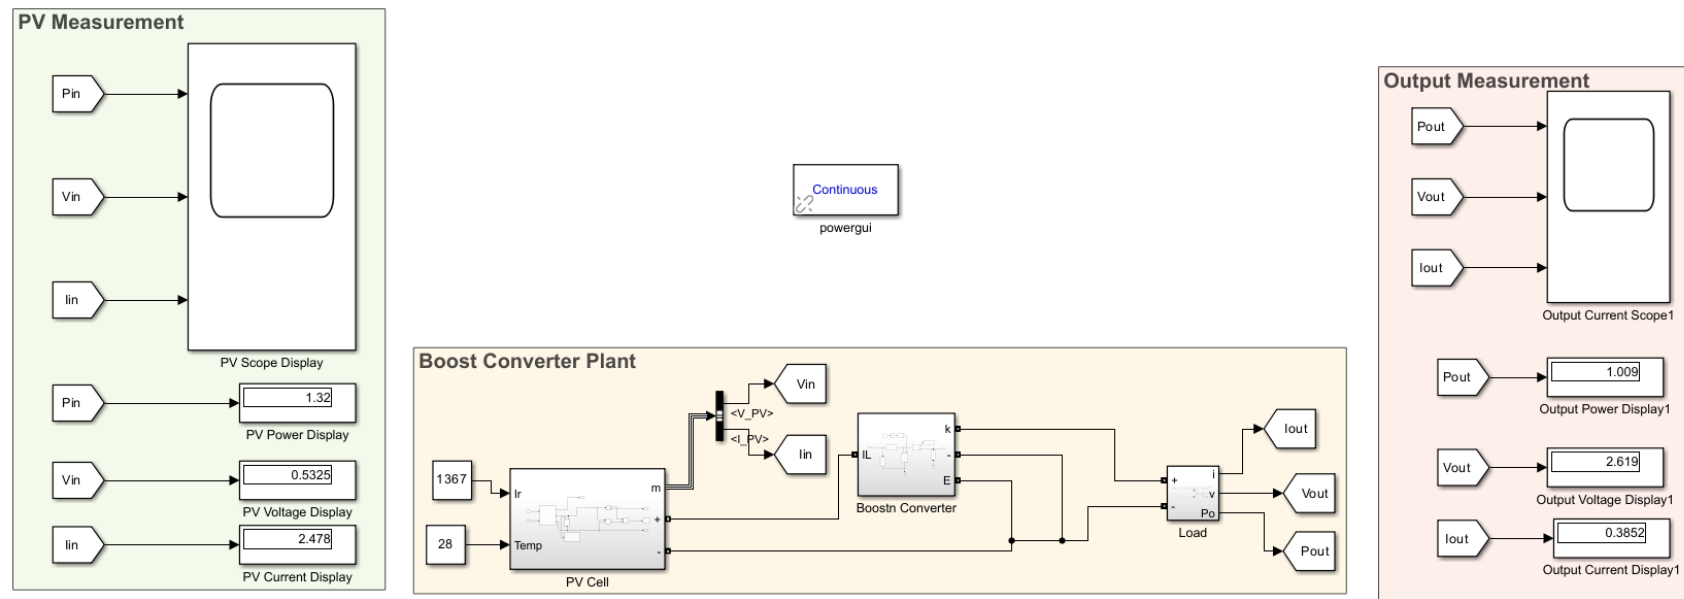 PV Measurement
Pin
Vin
Iin
PV Scope Display
Pin
1.32
PV Power Display
Vin
0.5325
PV Voltage Display
Iin
2.478
PV Current Display
Continuous
powergui
Boost Converter Plant
1367
28
Ir
Temp
m
+
-
PV Cell
<V_PV>
<I_PV>
Vin
Iin
IL
k
-
E
Boostn Converter
+
-
i
v
Po
Load
Iout
Vout
Pout
Output Measurement
Pout
Vout
Iout
Output Current Scope1
Pout
1.009
Output Power Display1
Vout
2.619
Output Voltage Display1
Iout
0.3852
Output Current Display1